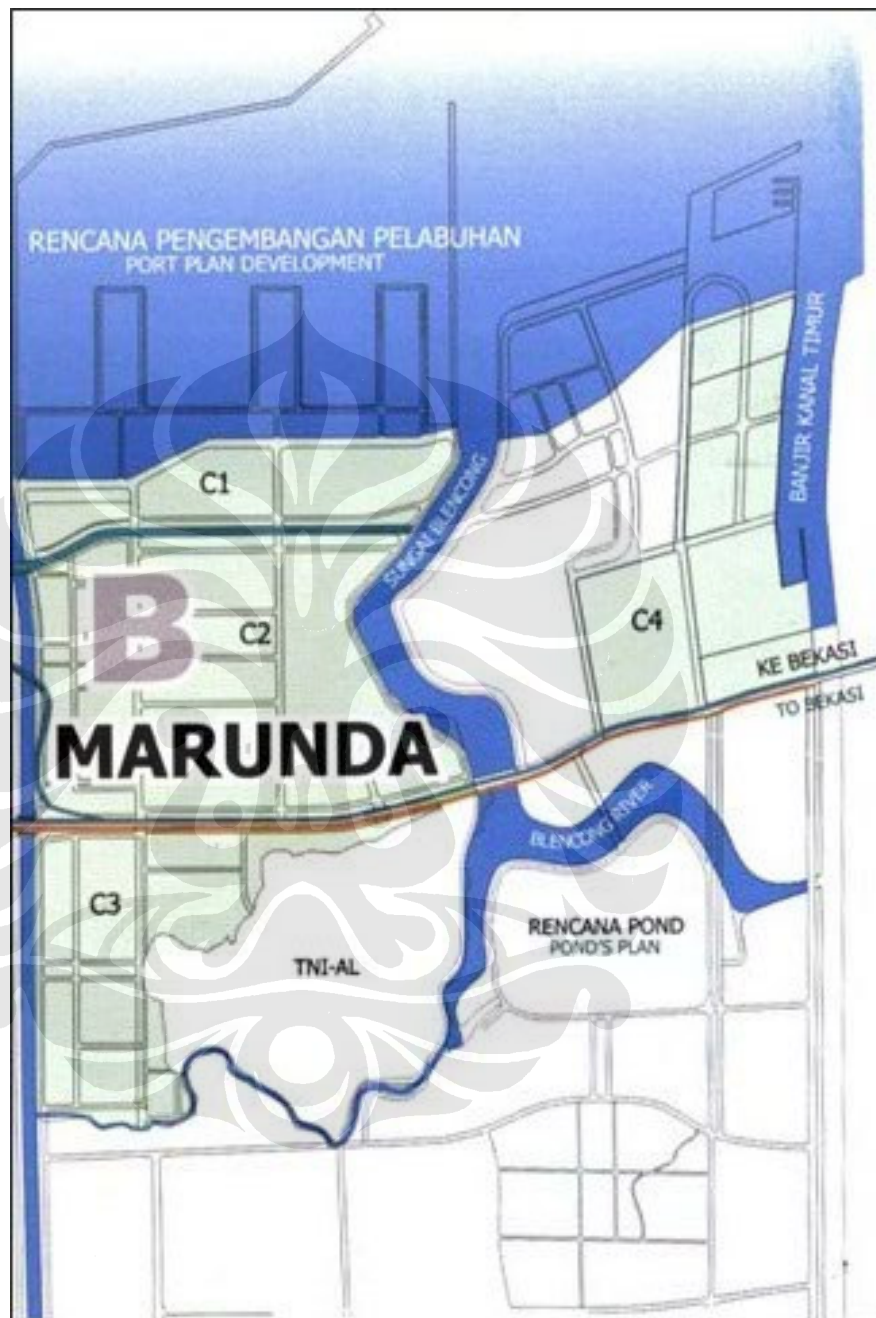 RENCANA PENGEMBANGAN PELABUHAN
PORT PLAN DEVELOPMENT
BANJIR KANAL TIMUR
C1
SUNGAI BLENCONG
B
C2
C4
KE BEKASI
TO BEKASI
MARUNDA
BLENCONG RIVER
C3
RENCANA POND
POND'S PLAN
TNI-AL